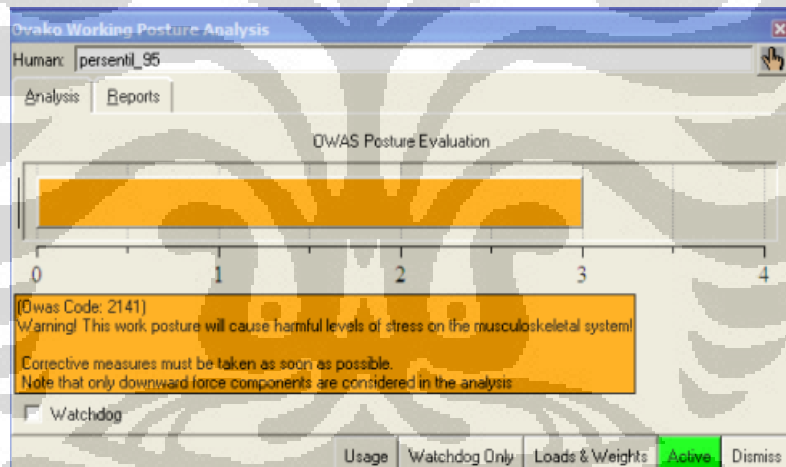 Ovako Working Posture Analysis
Human: persentil_95
Analysis Reports
OWAS Posture Evaluation
0 1 2 3 4
(Owas Code: 2141)
Warning! This work posture will cause harmful levels of stress on the musculoskeletal system!
Corrective measures must be taken as soon as possible.
Note that only downward force components are considered in the analysis
Watchdog
Usage Watchdog Only Loads & Weights Active Dismiss